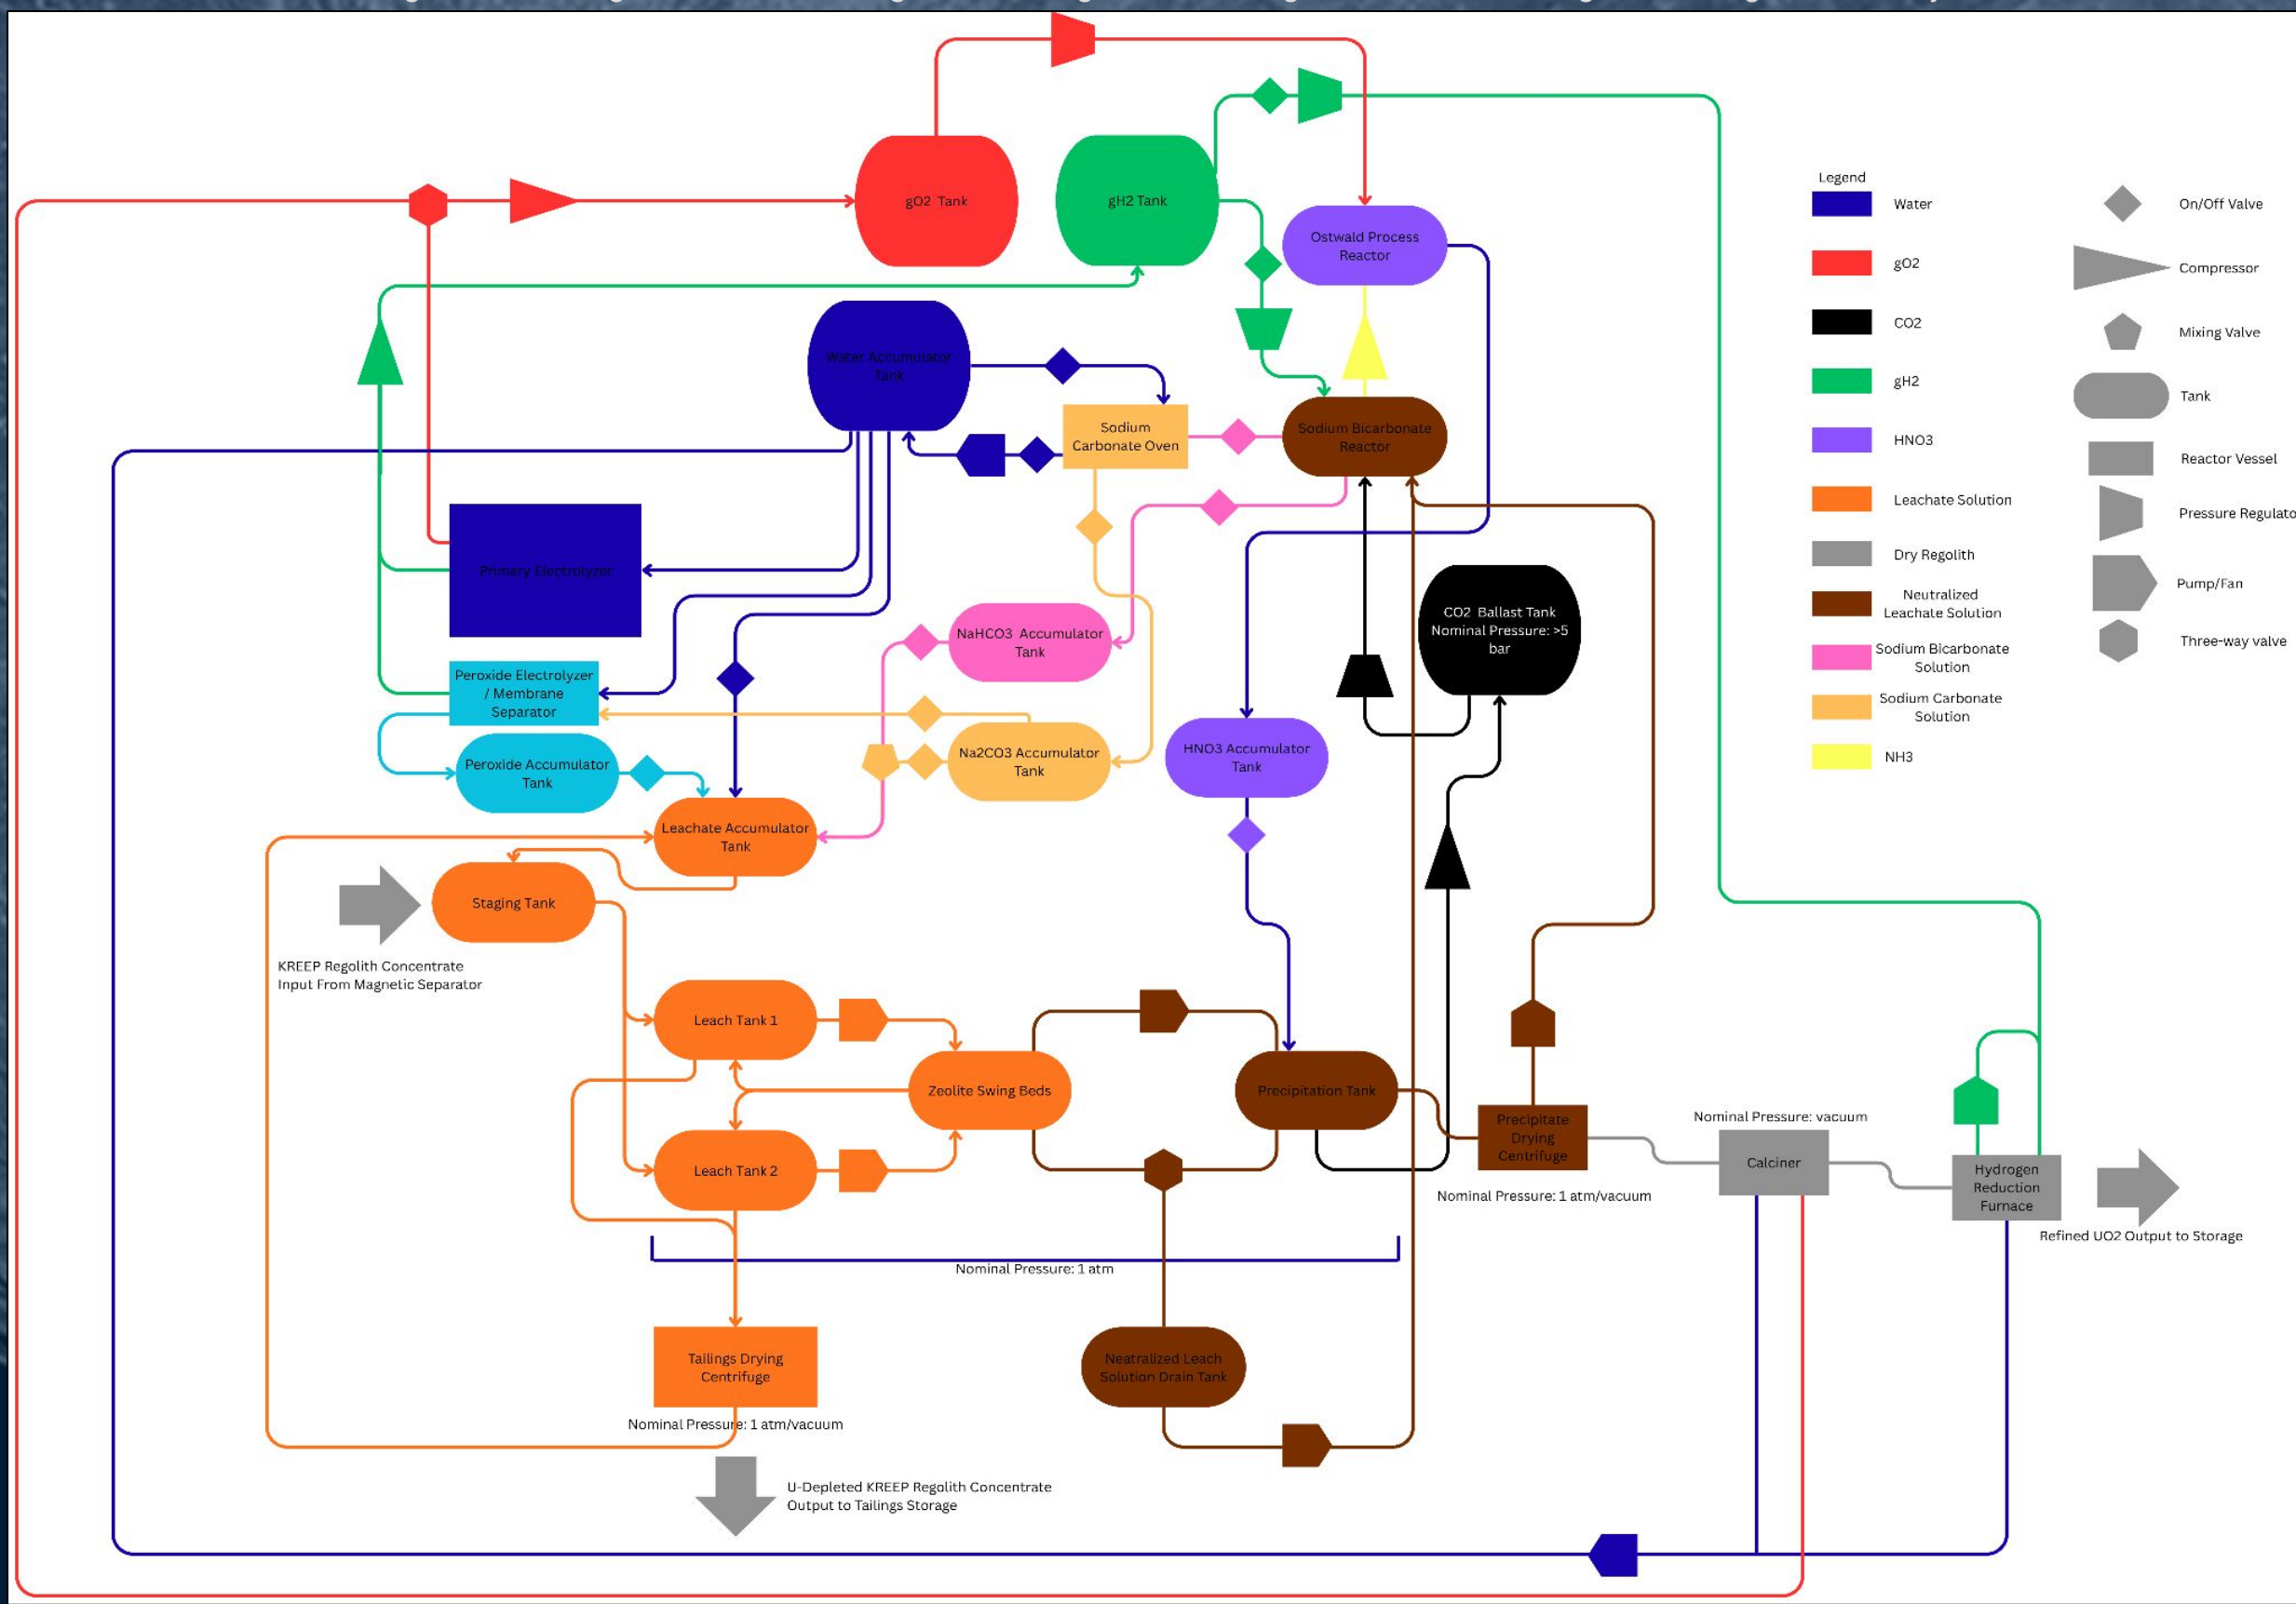 gO2 Tank
gH2 Tank
Ostwald Process
Reactor
Water Accumulator
Tank
Sodium
Carbonate Oven
Sodium Bicarbonate
Reactor
Primary Electrolyzer
CO2 Ballast Tank
Nominal Pressure: >5
bar
NaHCO3 Accumulator
Tank
Peroxide Electrolyzer
/ Membrane
Separator
Na2CO3 Accumulator
Tank
HNO3 Accumulator
Tank
Peroxide Accumulator
Tank
Leachate Accumulator
Tank
Staging Tank
KREEP Regolith Concentrate
Input From Magnetic Separator
Leach Tank 1
Zeolite Swing Beds
Precipitation Tank
Leach Tank 2
Precipitate
Drying
Centrifuge
Nominal Pressure: 1 atm/vacuum
Nominal Pressure: vacuum
Calciner
Hydrogen
Reduction
Furnace
Refined UO2 Output to Storage
Nominal Pressure: 1 atm
Tailings Drying
Centrifuge
Nominal Pressure: 1 atm/vacuum
Neatralized Leach
Solution Drain Tank
U-Depleted KREEP Regolith Concentrate
Output to Tailings Storage
Legend
Water
gO2
CO2
gH2
HNO3
Leachate Solution
Dry Regolith
Neutralized
Leachate Solution
Sodium Bicarbonate
Solution
Sodium Carbonate
Solution
NH3
On/Off Valve
Compressor
Mixing Valve
Tank
Reactor Vessel
Pressure Regulato
Pump/Fan
Three-way valve